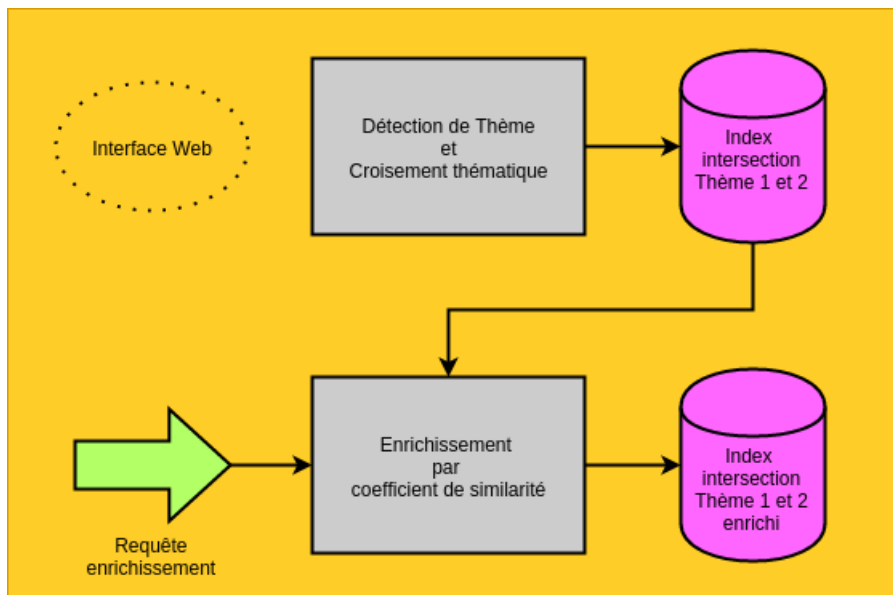 Interface Web
Détection de Thème
et
Croisement thématique
Index
intersection
Thème 1 et 2
Requête
enrichissement
Enrichissement
par
coefficient de similarité
Index
intersection
Thème 1 et 2
enrichi